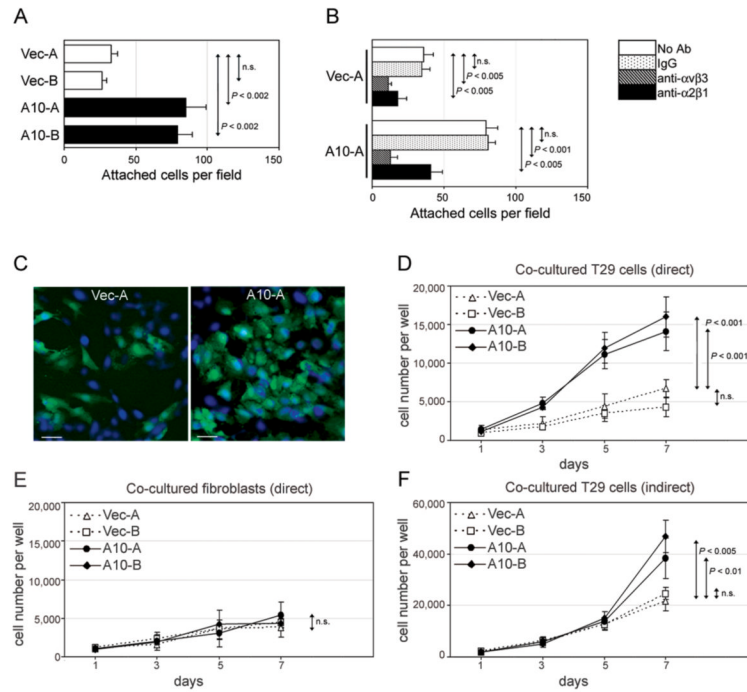 A
Vec-A
Vec-B
A10-A
A10-B
n.s.
P < 0.002
P < 0.002
0 50 100 150
Attached cells per field
B
Vec-A
A10-A
n.s.
P < 0.005
P < 0.005
n.s.
P < 0.001
P < 0.005
0 50 100 150
Attached cells per field
No Ab
IgG
anti-αvβ3
anti-α2β1
C
Vec-A
A10-A
D
Co-cultured T29 cells (direct)
Vec-A
Vec-B
A10-A
A10-B
20,000
15,000
10,000
5,000
0
cell number per well
P < 0.001
P < 0.001
n.s.
1 3 5 7
days
E
Co-cultured fibroblasts (direct)
Vec-A
Vec-B
A10-A
A10-B
20,000
15,000
10,000
5,000
0
cell number per well
n.s.
1 3 5 7
days
F
Co-cultured T29 cells (indirect)
Vec-A
Vec-B
A10-A
A10-B
60,000
40,000
20,000
0
cell number per well
P < 0.005
P < 0.01
n.s.
1 3 5 7
days